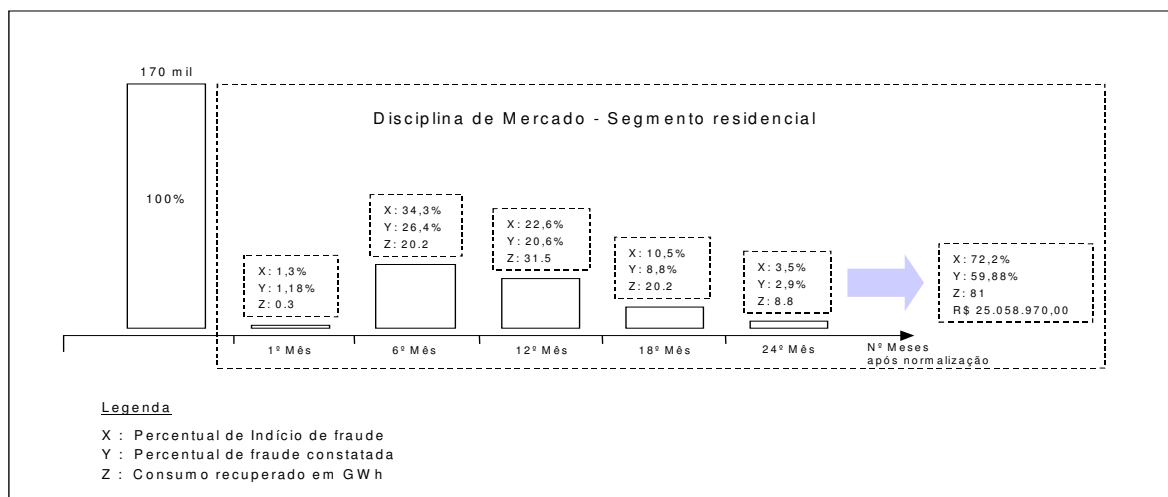 170 mil
Disciplina de Mercado - Segmento residencial
100%
X: 1,3%
Y: 1,18%
Z: 0.3
X: 34,3%
Y: 26,4%
Z: 20.2
X: 22,6%
Y: 20,6%
Z: 31.5
X: 10,5%
Y: 8,8%
Z: 20.2
X: 3,5%
Y: 2,9%
Z: 8.8
X: 72,2%
Y: 59,88%
Z: 81
R$ 25.058.970,00
1º Mês
6º Mês
12º Mês
18º Mês
24º Mês
Nº Meses
após normalização
Legenda
X : Percentual de Indício de fraude
Y : Percentual de fraude constatada
Z : Consumo recuperado em GWh